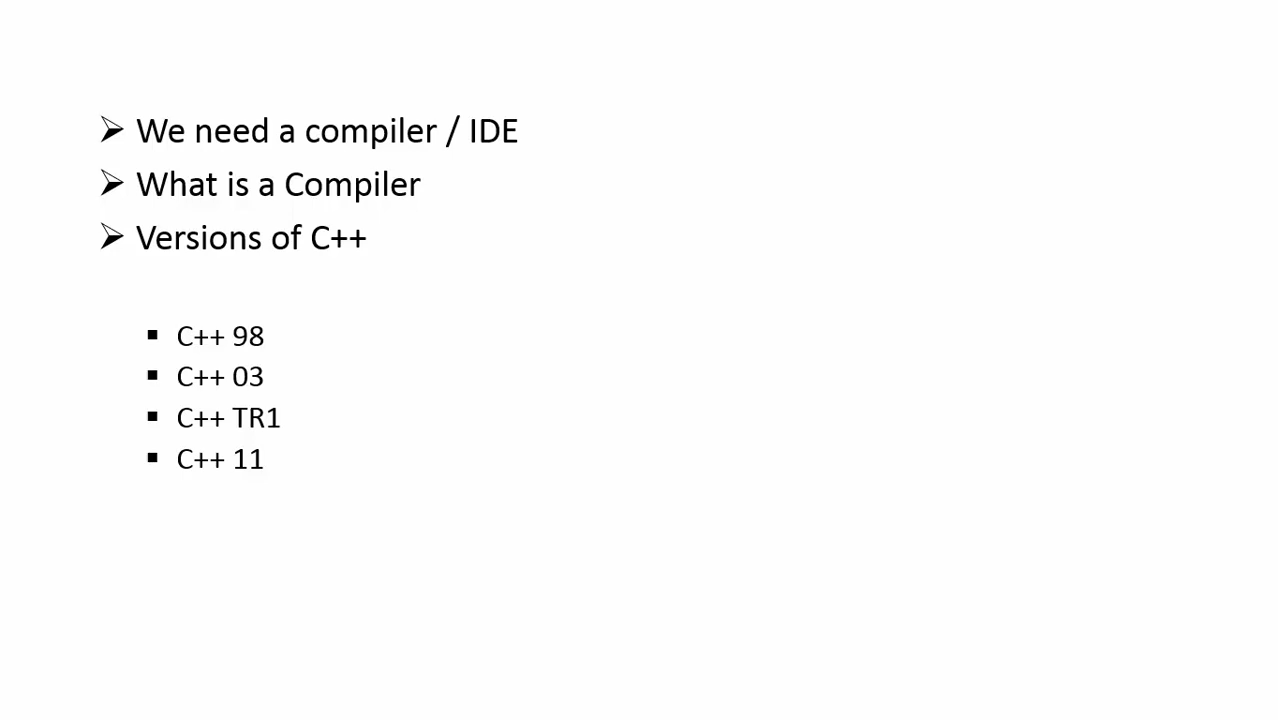 We need a compiler / IDE
What is a Compiler
Versions of C++
C++ 98
C++ 03
C++ TR1
C++ 11